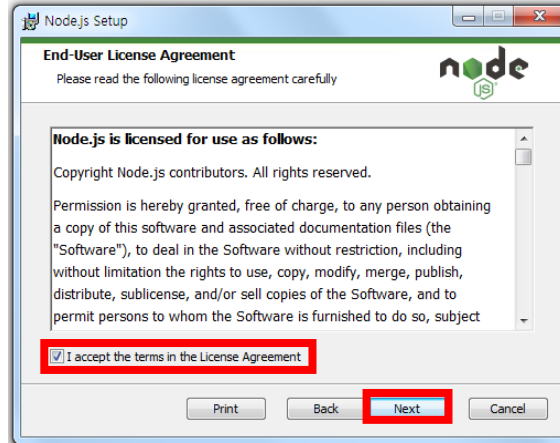 Node.js Setup
End-User License Agreement
Please read the following license agreement carefully
node
JS
Node.js is licensed for use as follows:
Copyright Node.js contributors. All rights reserved.
Permission is hereby granted, free of charge, to any person obtaining
a copy of this software and associated documentation files (the
"Software"), to deal in the Software without restriction, including
without limitation the rights to use, copy, modify, merge, publish,
distribute, sublicense, and/or sell copies of the Software, and to
permit persons to whom the Software is furnished to do so, subject
I accept the terms in the License Agreement
Print Back Next Cancel